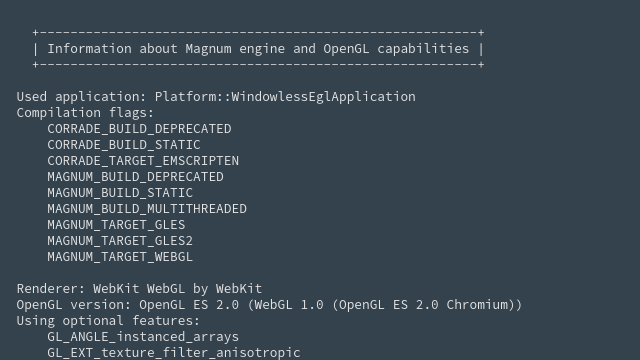 +---------------------------------------------------------+
| Information about Magnum engine and OpenGL capabilities |
+---------------------------------------------------------+
Used application: Platform::WindowlessEglApplication
Compilation flags:
CORRADE_BUILD_DEPRECATED
CORRADE_BUILD_STATIC
CORRADE_TARGET_EMSCRIPTEN
MAGNUM_BUILD_DEPRECATED
MAGNUM_BUILD_STATIC
MAGNUM_BUILD_MULTITHREADED
MAGNUM_TARGET_GLES
MAGNUM_TARGET_GLES2
MAGNUM_TARGET_WEBGL
Renderer: WebKit WebGL by WebKit
OpenGL version: OpenGL ES 2.0 (WebGL 1.0 (OpenGL ES 2.0 Chromium))
Using optional features:
GL_ANGLE_instanced_arrays
GL_EXT_texture_filter_anisotropic